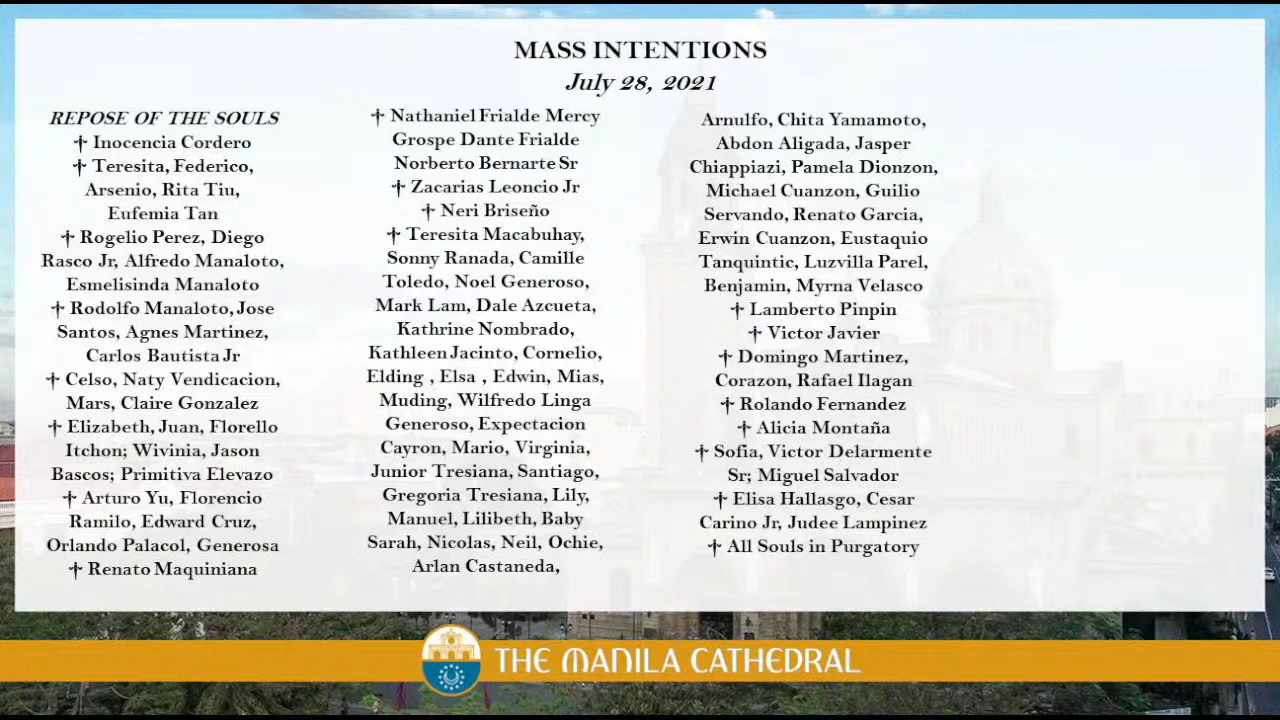 MASS INTENTIONS
July 28, 2021
REPOSE OF THE SOULS
† Inocencia Cordero
† Teresita, Federico,
Arsenio, Rita Tiu,
Eufemia Tan
† Rogelio Perez, Diego
Rasco Jr, Alfredo Manaloto,
Esmelisinda Manaloto
† Rodolfo Manaloto, Jose
Santos, Agnes Martinez,
Carlos Bautista Jr
† Celso, Naty Vendicacion,
Mars, Claire Gonzalez
† Elizabeth, Juan, Florello
Itchon; Wivinia, Jason
Bascos; Primitiva Elevazo
† Arturo Yu, Florencio
Ramilo, Edward Cruz,
Orlando Palacol, Generosa
† Renato Maquiniana
† Nathaniel Frialde Mercy
Grospe Dante Frialde
Norberto Bernarte Sr
† Zacarias Leoncio Jr
† Neri Briseño
† Teresita Macabuhay,
Sonny Ranada, Camille
Toledo, Noel Generoso,
Mark Lam, Dale Azcueta,
Kathrine Nombrado,
Kathleen Jacinto, Cornelio,
Elding , Elsa , Edwin, Mias,
Muding, Wilfredo Linga
Generoso, Expectacion
Cayron, Mario, Virginia,
Junior Tresiana, Santiago,
Gregoria Tresiana, Lily,
Manuel, Lilibeth, Baby
Sarah, Nicolas, Neil, Ochie,
Arlan Castaneda,
Arnulfo, Chita Yamamoto,
Abdon Aligada, Jasper
Chiappiazi, Pamela Dionzon,
Michael Cuanzon, Guilio
Servando, Renato Garcia,
Erwin Cuanzon, Eustaquio
Tanquintic, Luzvilla Parel,
Benjamin, Myrna Velasco
† Lamberto Pinpin
† Victor Javier
† Domingo Martinez,
Corazon, Rafael Ilagan
† Rolando Fernandez
† Alicia Montaña
† Sofia, Victor Delarmente
Sr; Miguel Salvador
† Elisa Hallasgo, Cesar
Carino Jr, Judee Lampinez
† All Souls in Purgatory
THE MANILA CATHEDRAL